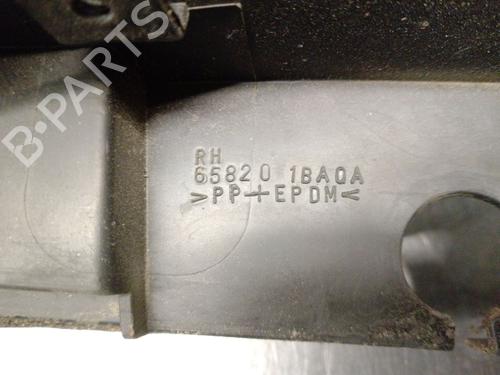 B-PARTS
RH
65820 1BA0A
>PP+EPDM<